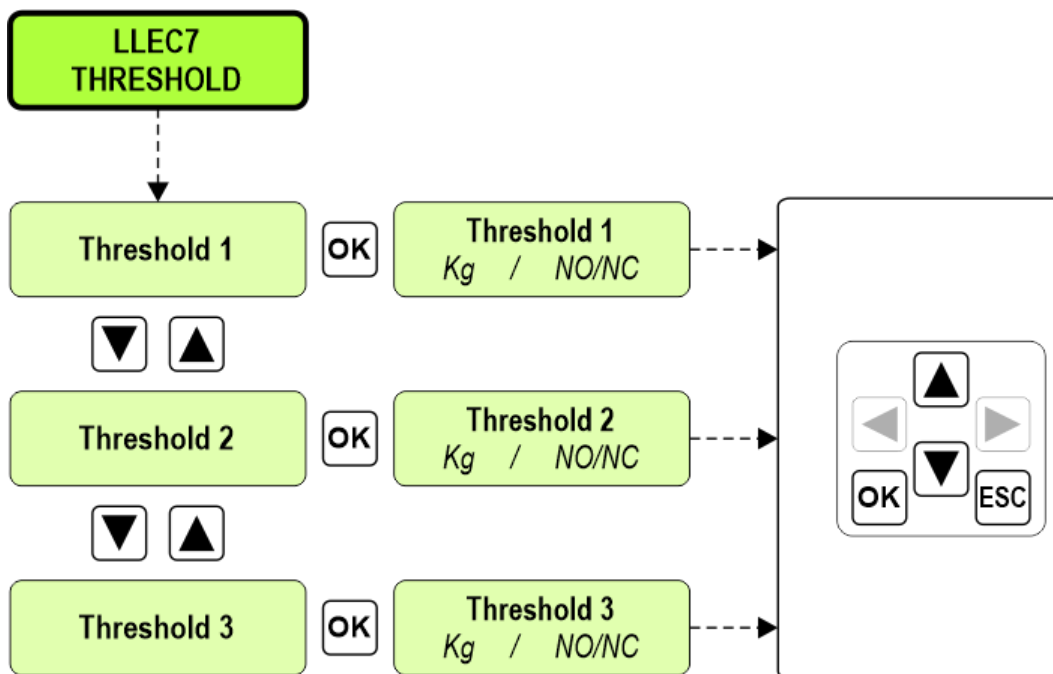 LLEC7
THRESHOLD
Threshold 1
OK
Threshold 1
Kg / NO/NC
Threshold 2
OK
Threshold 2
Kg / NO/NC
OK
ESC
Threshold 3
OK
Threshold 3
Kg / NO/NC